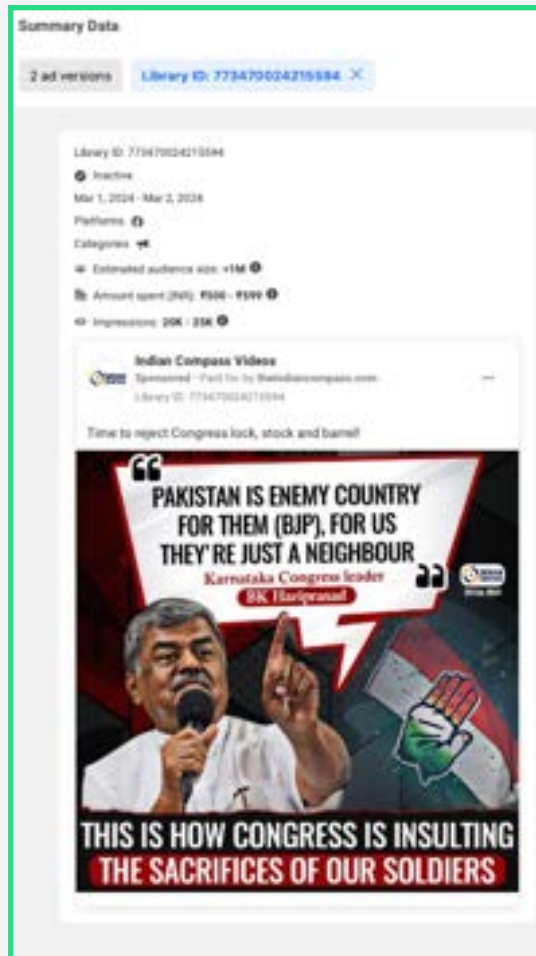 Summary Data
2 ad versions
Library ID: 773470024215594 ×
Library ID: 773470024215594
Inactive
Mar 1, 2024 - Mar 2, 2024
Platforms
Categories
Estimated audience size: >1M
Amount spent (INR): ₹500 - ₹599
Impressions: 20K - 25K
Indian Compass Videos
Sponsored • Paid for by theindiancompass.com
Library ID: 773470024215594
Time to reject Congress lock, stock and barrel!
“
PAKISTAN IS ENEMY COUNTRY
FOR THEM (BJP), FOR US
THEY'RE JUST A NEIGHBOUR
Karnataka Congress leader
BK Hariprasad
”
THIS IS HOW CONGRESS IS INSULTING
THE SACRIFICES OF OUR SOLDIERS